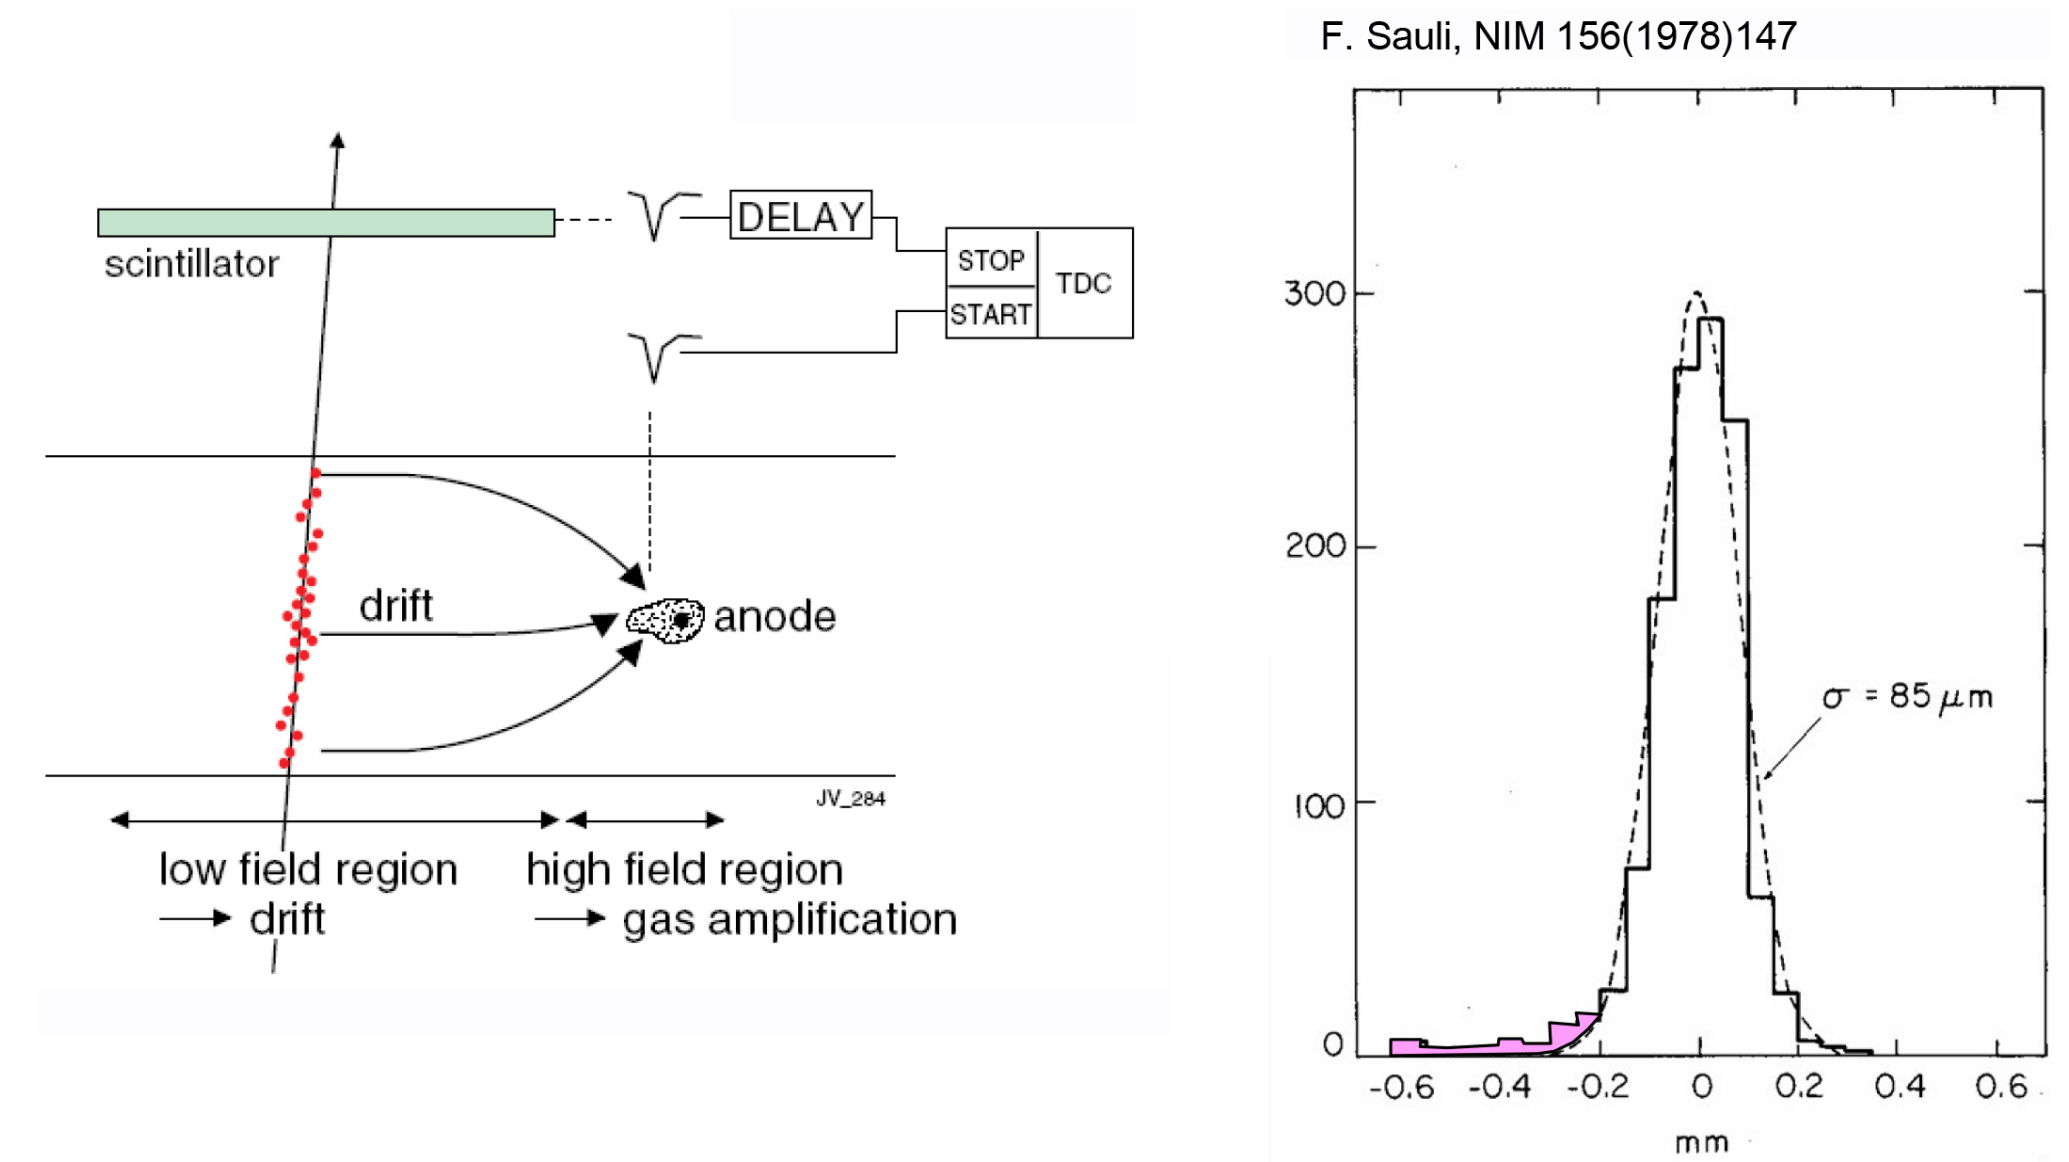 F. Sauli, NIM 156(1978)147
scintillator
DELAY
STOP
START
TDC
drift
anode
JV_284
low field region
drift
high field region
gas amplification
300
200
100
0
σ = 85 μm
-0.6 -0.4 -0.2 0 0.2 0.4 0.6
mm